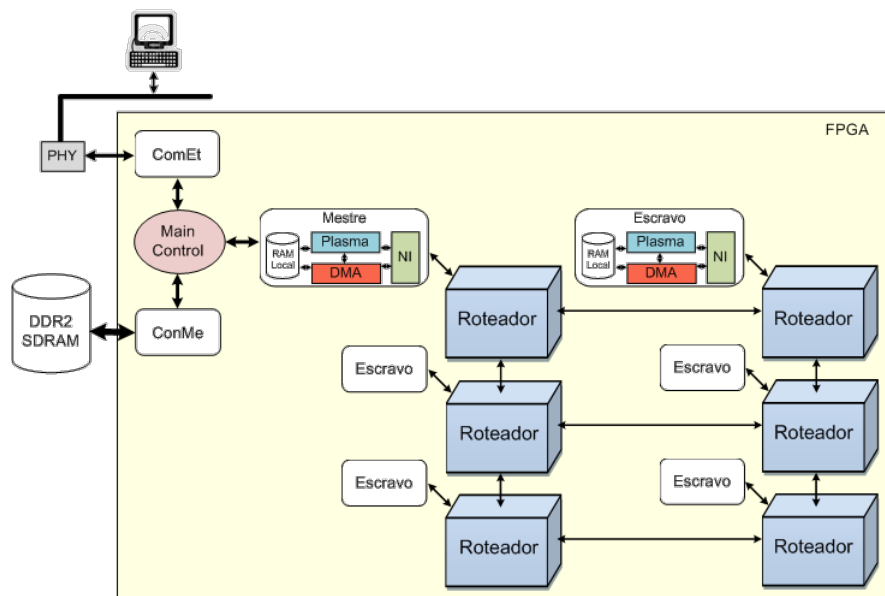 FPGA
PHY
ComEt
Main
Control
ConMe
DDR2
SDRAM
Mestre
RAM
Local
Plasma
DMA
NI
Escravo
RAM
Local
Plasma
DMA
NI
Roteador
Roteador
Escravo
Escravo
Roteador
Roteador
Escravo
Escravo
Roteador
Roteador